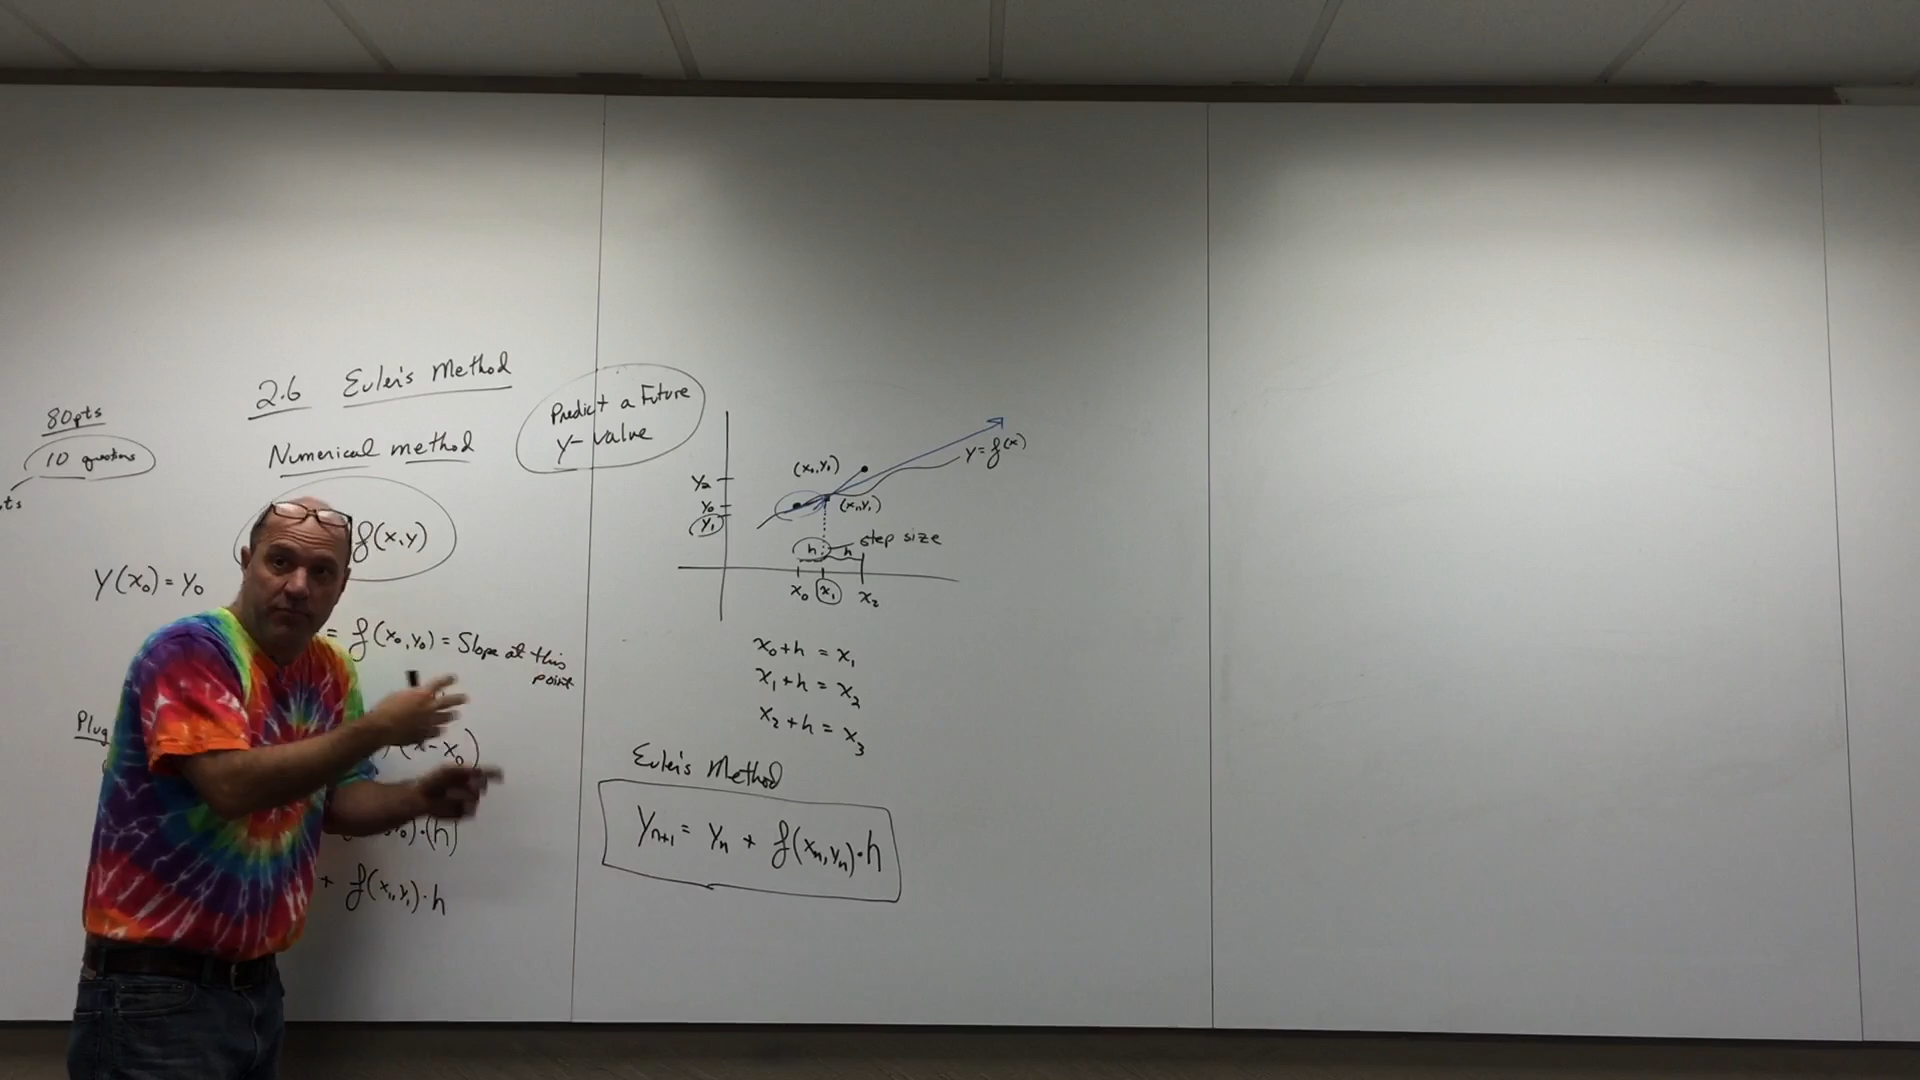 80pts
10 questions
ts
2.6 Euler's Method
Numerical method
f(x,y)
y(x₀) = y₀
= f(x₀,y₀) = Slope at this
point
Plug
(x-x₀)
)·(h)
+ f(x₁,y₁)·h
Predict a Future
y-value
y₂
y₀
y₁
(x₀,y₀)
(x₁,y₁)
y=f(x)
h h step size
x₀ x₁ x₂
x₀+h = x₁
x₁+h = x₂
x₂+h = x₃
Euler's Method
yₙ₊₁ = yₙ + f(xₙ,yₙ)·h